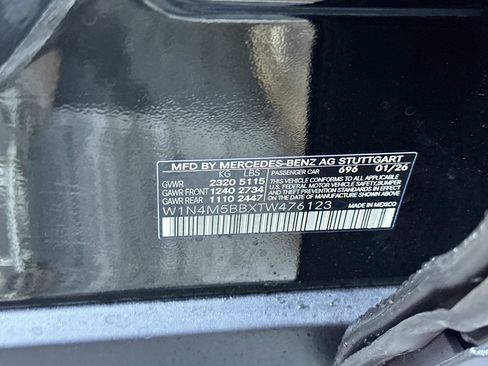 MFD BY MERCEDES-BENZ AG STUTTGART
KG LBS PASSENGER CAR 696 01/26
GVWR 2320 5115 THIS VEHICLE CONFORMS TO ALL APPLICABLE
GAWR FRONT 1240 2734 U.S. FEDERAL MOTOR VEHICLE SAFETY, BUMPER
GAWR REAR 1110 2447 AND THEFT PREVENTION STANDARDS IN EFFECT
ON THE DATE OF MANUFACTURE SHOWN ABOVE.
W1N4M5BBXTW476123 MADE IN MEXICO